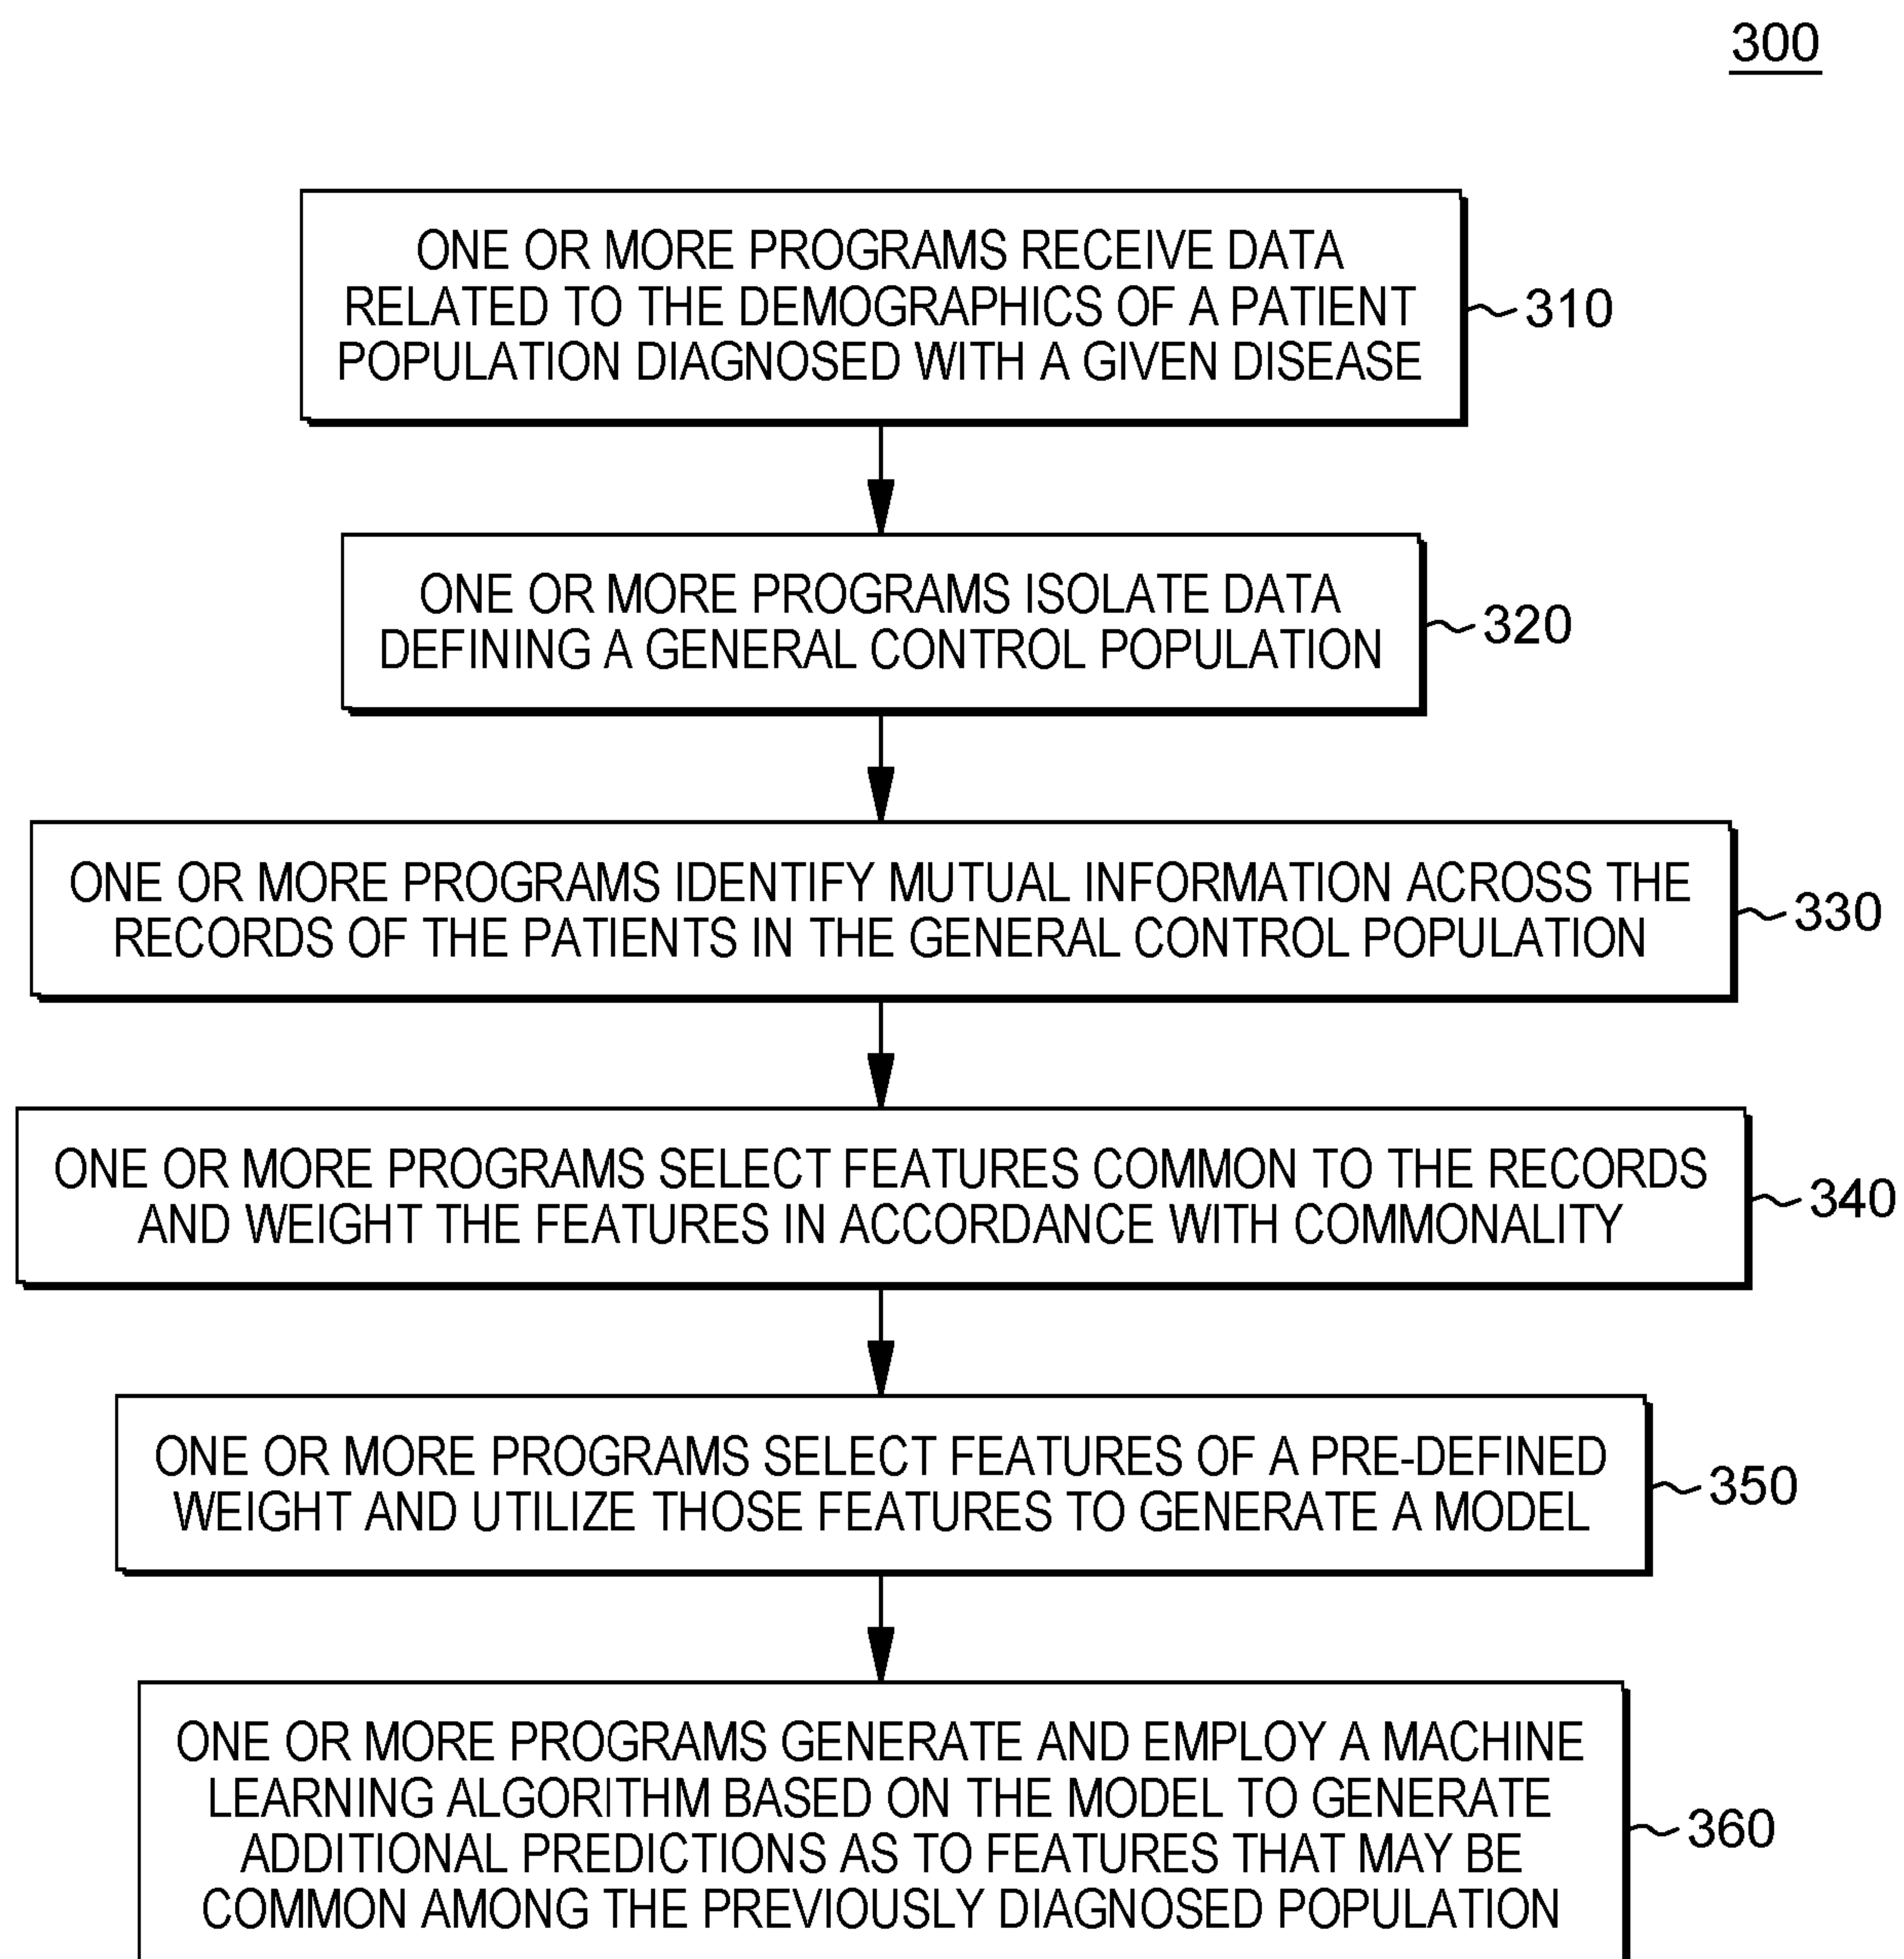 300
ONE OR MORE PROGRAMS RECEIVE DATA
RELATED TO THE DEMOGRAPHICS OF A PATIENT
POPULATION DIAGNOSED WITH A GIVEN DISEASE
310
ONE OR MORE PROGRAMS ISOLATE DATA
DEFINING A GENERAL CONTROL POPULATION
320
ONE OR MORE PROGRAMS IDENTIFY MUTUAL INFORMATION ACROSS THE
RECORDS OF THE PATIENTS IN THE GENERAL CONTROL POPULATION
330
ONE OR MORE PROGRAMS SELECT FEATURES COMMON TO THE RECORDS
AND WEIGHT THE FEATURES IN ACCORDANCE WITH COMMONALITY
340
ONE OR MORE PROGRAMS SELECT FEATURES OF A PRE-DEFINED
WEIGHT AND UTILIZE THOSE FEATURES TO GENERATE A MODEL
350
ONE OR MORE PROGRAMS GENERATE AND EMPLOY A MACHINE
LEARNING ALGORITHM BASED ON THE MODEL TO GENERATE
ADDITIONAL PREDICTIONS AS TO FEATURES THAT MAY BE
COMMON AMONG THE PREVIOUSLY DIAGNOSED POPULATION
360